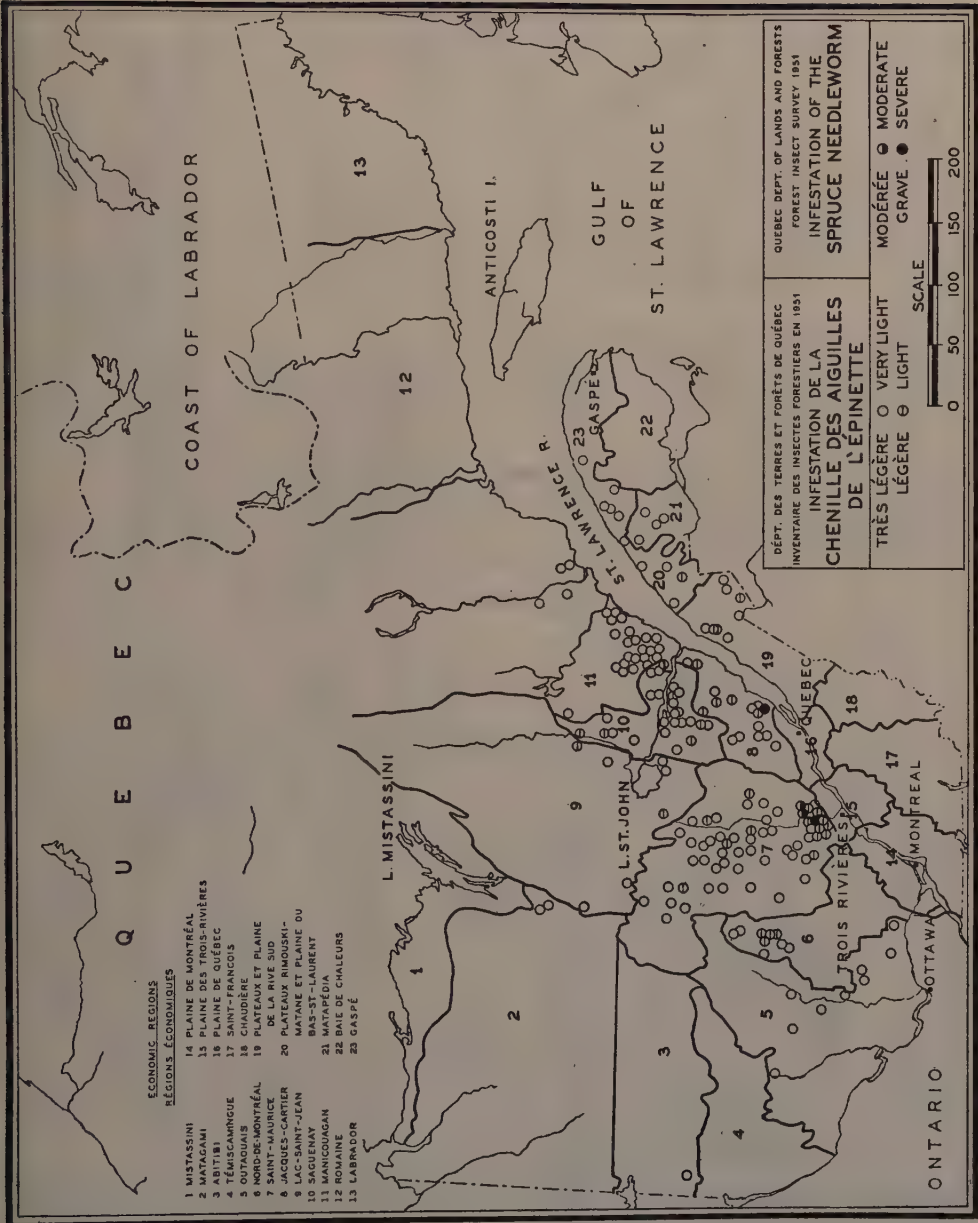 QUEBEC
COAST OF LABRADOR
L. MISTASSINI
L. ST. JOHN
ST. LAWRENCE R.
ANTICOSTI I.
GULF
OF
ST. LAWRENCE
GASPÉ
QUEBEC
TROIS RIVIERES
MONTREAL
OTTAWA
ONTARIO
1
2
3
4
5
6
7
8
9
10
11
12
13
14
15
16
17
18
19
20
21
22
23
ECONOMIC REGIONS
RÉGIONS ÉCONOMIQUES
1 MISTASSINI
2 MATAGAMI
3 ABITIBI
4 TÉMISCAMINGUE
5 OUTAOUAIS
6 NORD-DE-MONTRÉAL
7 SAINT-MAURICE
8 JACQUES-CARTIER
9 LAC-SAINT-JEAN
10 SAGUENAY
11 MANICOUAGAN
12 ROMAINE
13 LABRADOR
14 PLAINE DE MONTRÉAL
15 PLAINE DES TROIS-RIVIÈRES
16 PLAINE DE QUÉBEC
17 SAINT-FRANCOIS
18 CHAUDIÈRE
19 PLATEAUX ET PLAINE
DE LA RIVE SUD
20 PLATEAUX RIMOUSKI-
MATANE ET PLAINE DU
BAS-ST-LAURENT
21 MATAPÉDIA
22 BAIE DE CHALEURS
23 GASPÉ
DÉPT. DES TERRES ET FORÊTS DE QUÉBEC
INVENTAIRE DES INSECTES FORESTIERS EN 1951
INFESTATION DE LA
CHENILLE DES AIGUILLES
DE L'ÉPINETTE
QUEBEC DEPT. OF LANDS AND FORESTS
FOREST INSECT SURVEY 1951
INFESTATION OF THE
SPRUCE NEEDLEWORM
TRÈS LÉGÈRE ○ VERY LIGHT
LÉGÈRE ⊖ LIGHT
MODÉRÉE ◒ MODERATE
GRAVE. ● SEVERE
SCALE
0 50 100 150 200